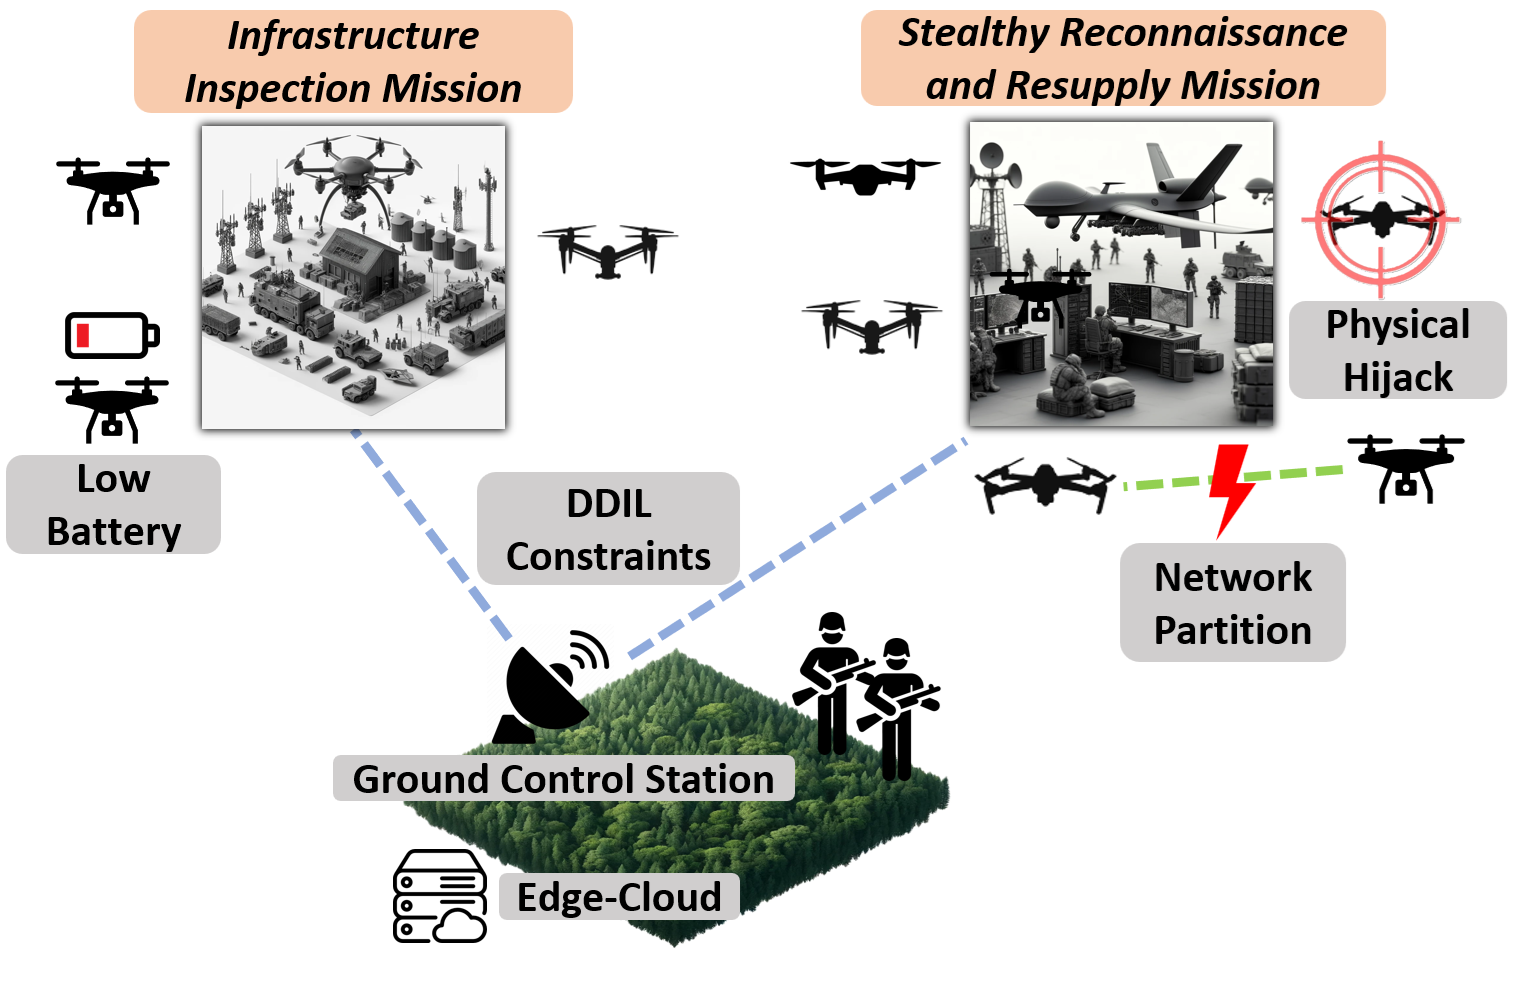 Infrastructure
Inspection Mission
Stealthy Reconnaissance
and Resupply Mission
Physical
Hijack
Low
Battery
DDIL
Constraints
Network
Partition
Ground Control Station
Edge-Cloud